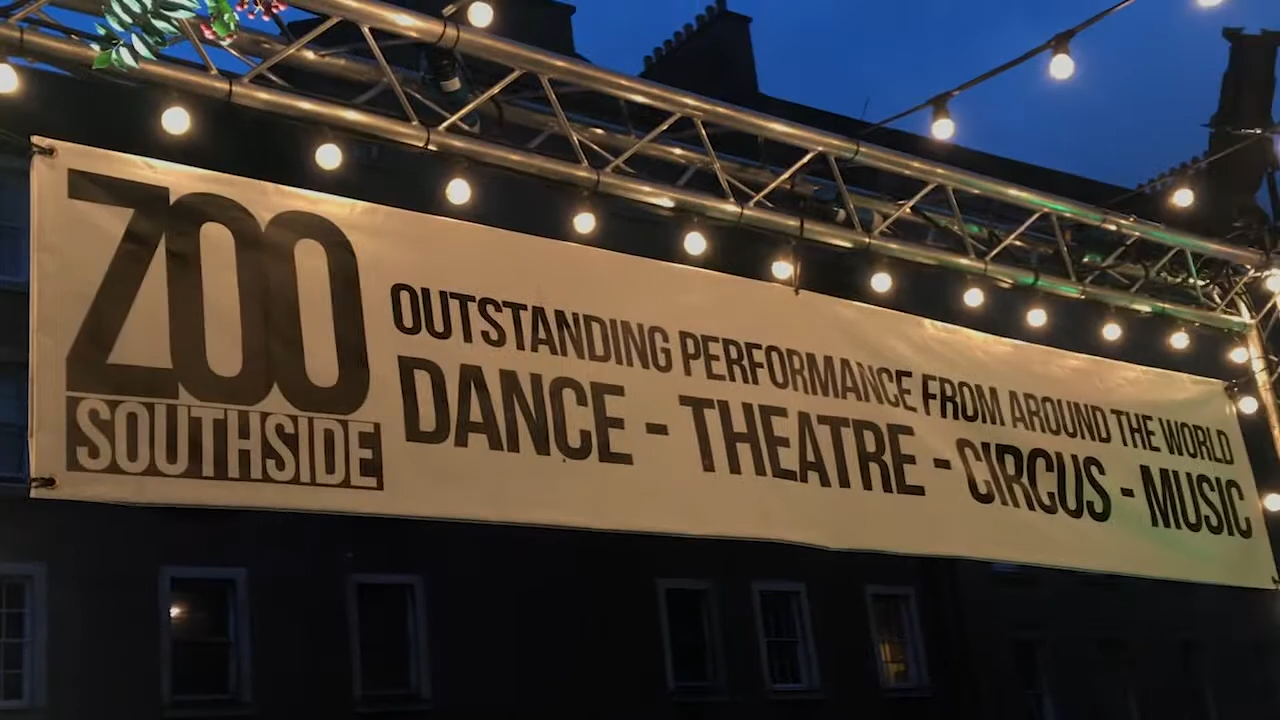 ZOO
SOUTHSIDE
OUTSTANDING PERFORMANCE FROM AROUND THE WORLD
DANCE - THEATRE - CIRCUS - MUSIC